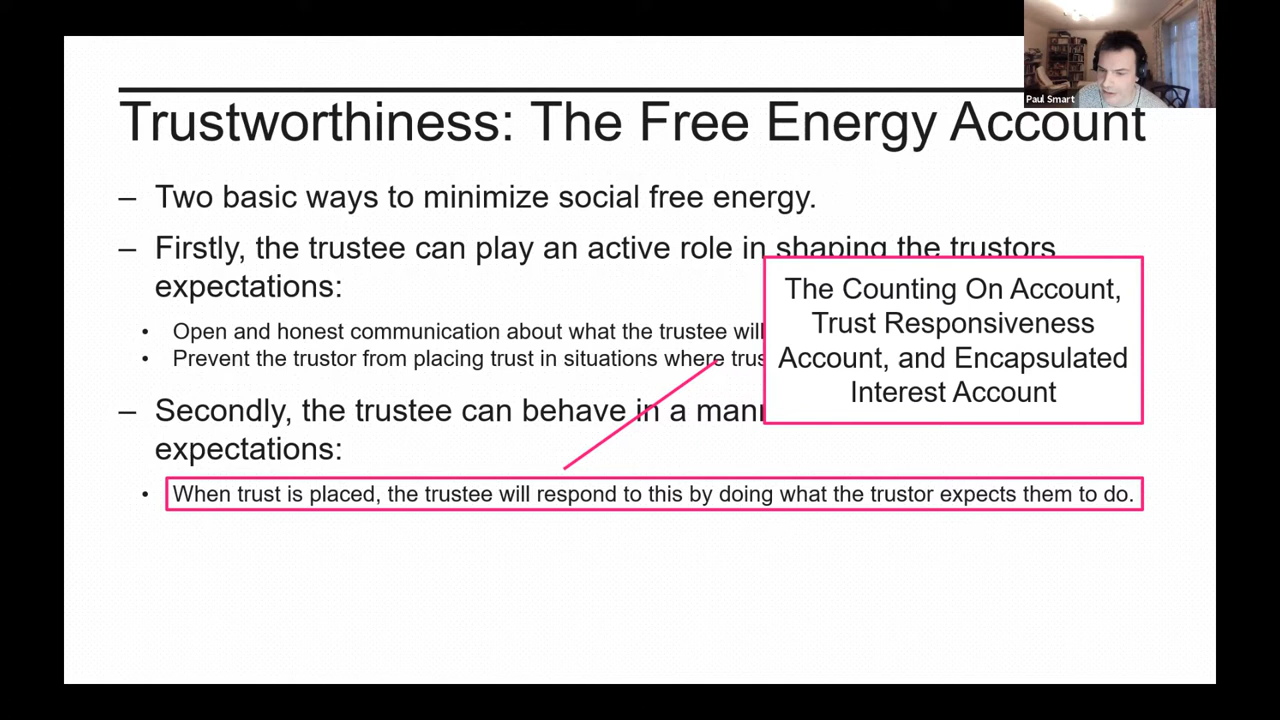 Paul Smart
Trustworthiness: The Free Energy Account
– Two basic ways to minimize social free energy.
– Firstly, the trustee can play an active role in shaping the trustors
expectations:
• Open and honest communication about what the trustee will
• Prevent the trustor from placing trust in situations where
The Counting On Account,
Trust Responsiveness
Account, and Encapsulated
Interest Account
– Secondly, the trustee can behave in a
expectations:
• When trust is placed, the trustee will respond to this by doing what the trustor expects them to do.